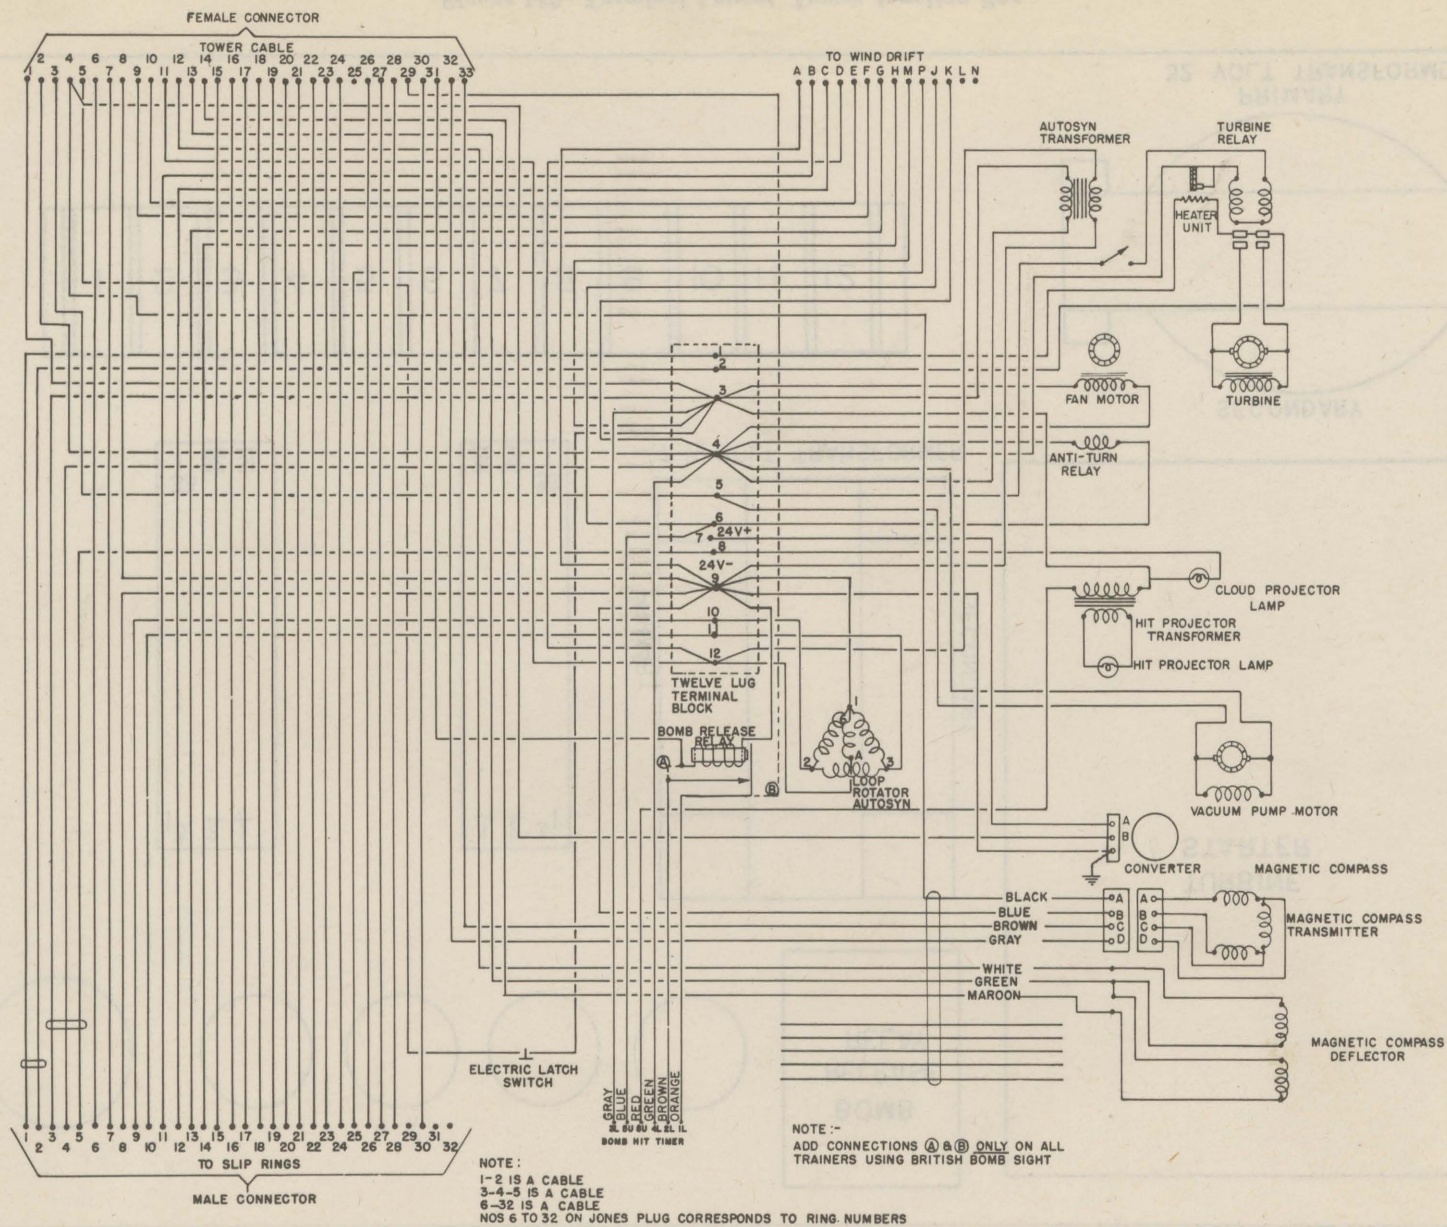 FEMALE CONNECTOR
TOWER CABLE
2 4 6 8 10 12 14 16 18 20 22 24 26 28 30 32
1 3 5 7 9 11 13 15 17 19 21 23 25 27 29 31 33
TO WIND DRIFT
A B C D E F G H M P J K L N
AUTOSYN
TRANSFORMER
TURBINE
RELAY
HEATER
UNIT
FAN MOTOR
TURBINE
ANTI-TURN
RELAY
1
2
3
4
5
6
24V+
7
8
24V-
9
10
11
12
TWELVE LUG
TERMINAL
BLOCK
CLOUD PROJECTOR
LAMP
HIT PROJECTOR
TRANSFORMER
HIT PROJECTOR LAMP
BOMB RELEASE
RELAY
A
B
1
2
A
3
LOOP
ROTATOR
AUTOSYN
VACUUM PUMP MOTOR
A
B
CONVERTER
MAGNETIC COMPASS
BLACK
BLUE
BROWN
GRAY
A A
B B
C C
D D
MAGNETIC COMPASS
TRANSMITTER
WHITE
GREEN
MAROON
MAGNETIC COMPASS
DEFLECTOR
ELECTRIC LATCH
SWITCH
GRAY
BLUE
RED
GREEN
BROWN
ORANGE
4L 2L 1L
BOMB HIT TIMER
1 3 5 7 9 11 13 15 17 19 21 23 25 27 29 31
2 4 6 8 10 12 14 16 18 20 22 24 26 28 30 32
TO SLIP RINGS
MALE CONNECTOR
NOTE:
1-2 IS A CABLE
3-4-5 IS A CABLE
6-32 IS A CABLE
NOS 6 TO 32 ON JONES PLUG CORRESPONDS TO RING NUMBERS
NOTE:-
ADD CONNECTIONS A & B ONLY ON ALL
TRAINERS USING BRITISH BOMB SIGHT